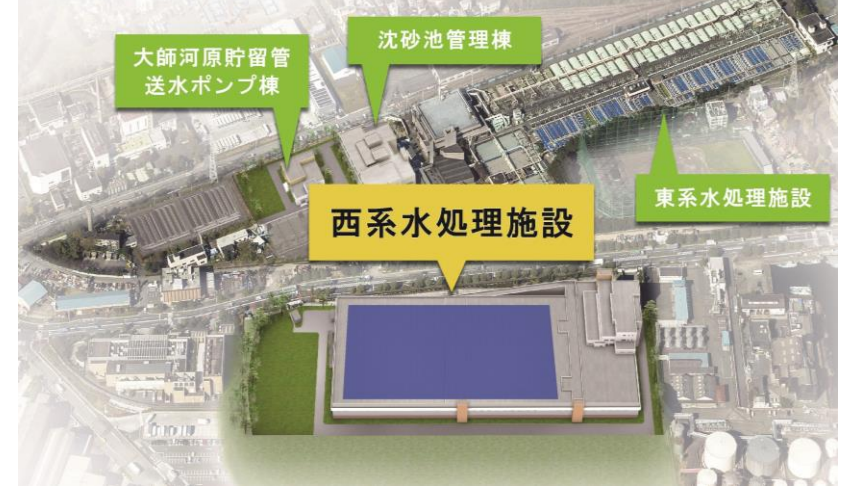 大師河原貯留管
送水ポンプ棟
沈砂池管理棟
西系水処理施設
東系水処理施設